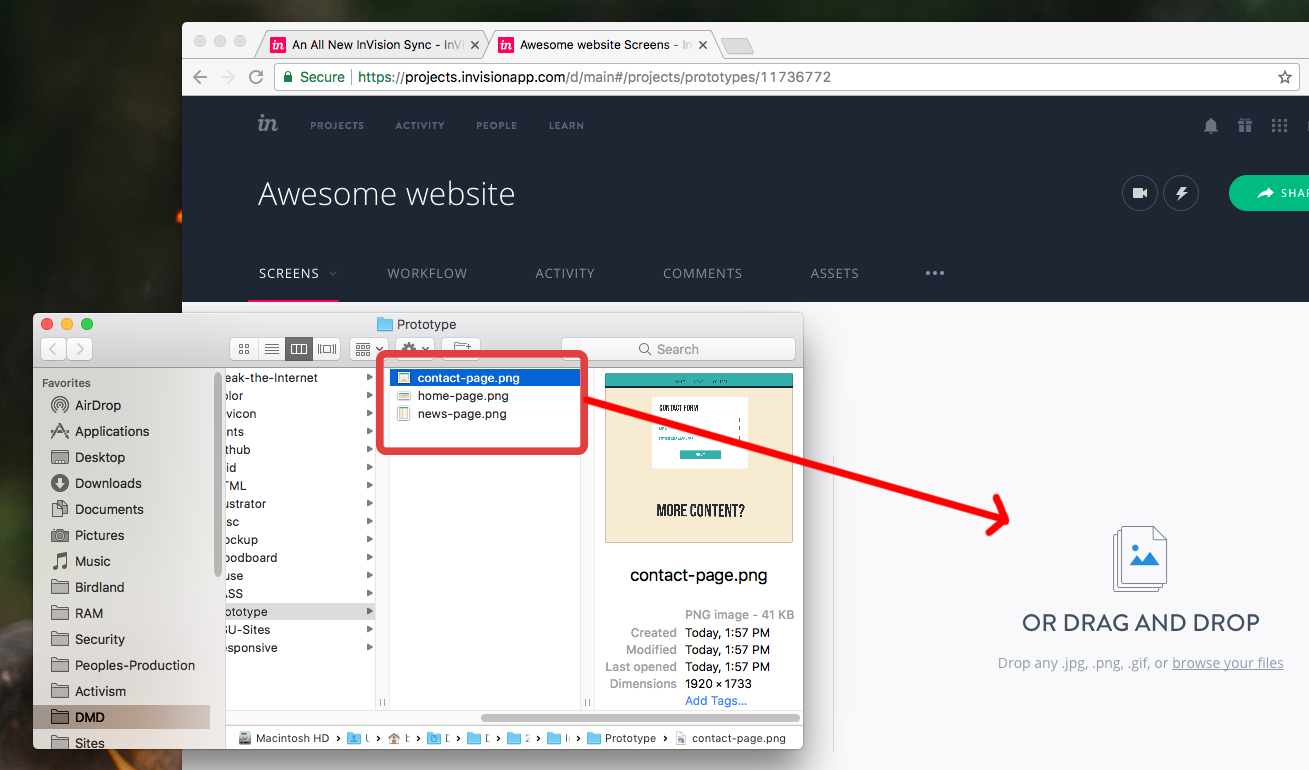 An All New InVision Sync - InVi
Awesome website Screens - In
Secure
https://projects.invisionapp.com/d/main#/projects/prototypes/11736772
in
PROJECTS
ACTIVITY
PEOPLE
LEARN
Awesome website
SHAR
SCREENS
WORKFLOW
ACTIVITY
COMMENTS
ASSETS
Prototype
Search
Favorites
AirDrop
Applications
Desktop
Downloads
Documents
Pictures
Music
Birdland
RAM
Security
Peoples-Production
Activism
DMD
Sites
eak-the-Internet
olor
vicon
nts
thub
id
TML
ustrator
sc
ockup
oodboard
use
ASS
ototype
SU-Sites
esponsive
contact-page.png
home-page.png
news-page.png
CONTACT FORM
MORE CONTENT?
contact-page.png
PNG image - 41 KB
Created Today, 1:57 PM
Modified Today, 1:57 PM
Last opened Today, 1:57 PM
Dimensions 1920 × 1733
Add Tags...
Macintosh HD
Prototype
contact-page.png
OR DRAG AND DROP
Drop any .jpg, .png, .gif, or browse your files